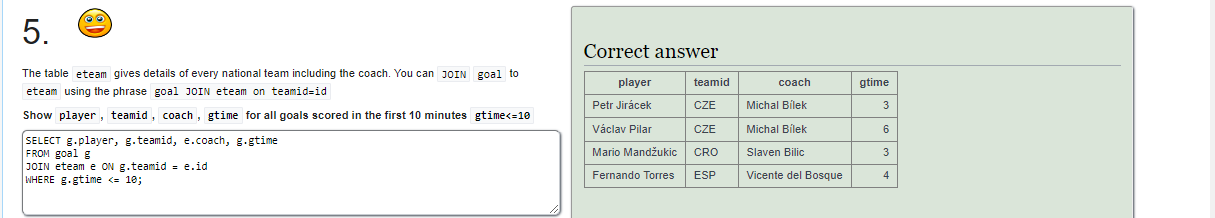 5.
The table eteam gives details of every national team including the coach. You can JOIN goal to
eteam using the phrase goal JOIN eteam on teamid=id
Show player, teamid, coach, gtime for all goals scored in the first 10 minutes gtime<=10
SELECT g.player, g.teamid, e.coach, g.gtime
FROM goal g
JOIN eteam e ON g.teamid = e.id
WHERE g.gtime <= 10;
Correct answer
player teamid coach gtime
Petr Jirácek CZE Michal Bílek 3
Václav Pilar CZE Michal Bílek 6
Mario Mandžukic CRO Slaven Bilic 3
Fernando Torres ESP Vicente del Bosque 4